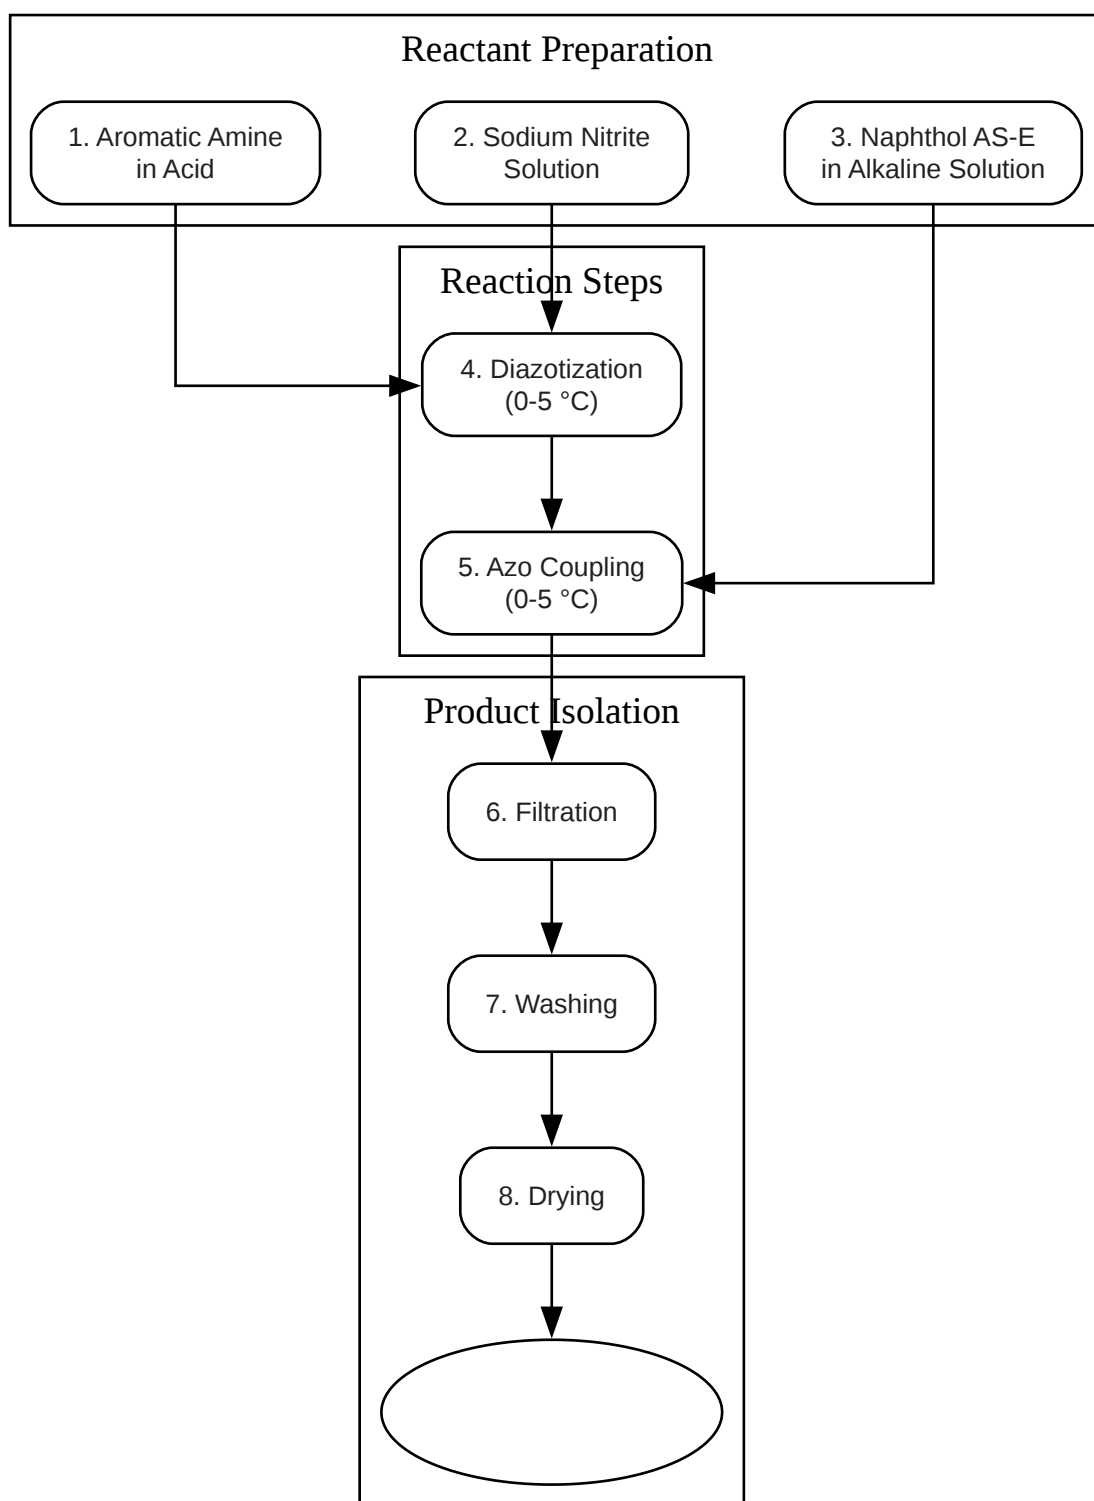 Reactant Preparation
1. Aromatic Amine
in Acid
2. Sodium Nitrite
Solution
3. Naphthol AS-E
in Alkaline Solution
Reaction Steps
4. Diazotization
(0-5 °C)
5. Azo Coupling
(0-5 °C)
Product Isolation
6. Filtration
7. Washing
8. Drying